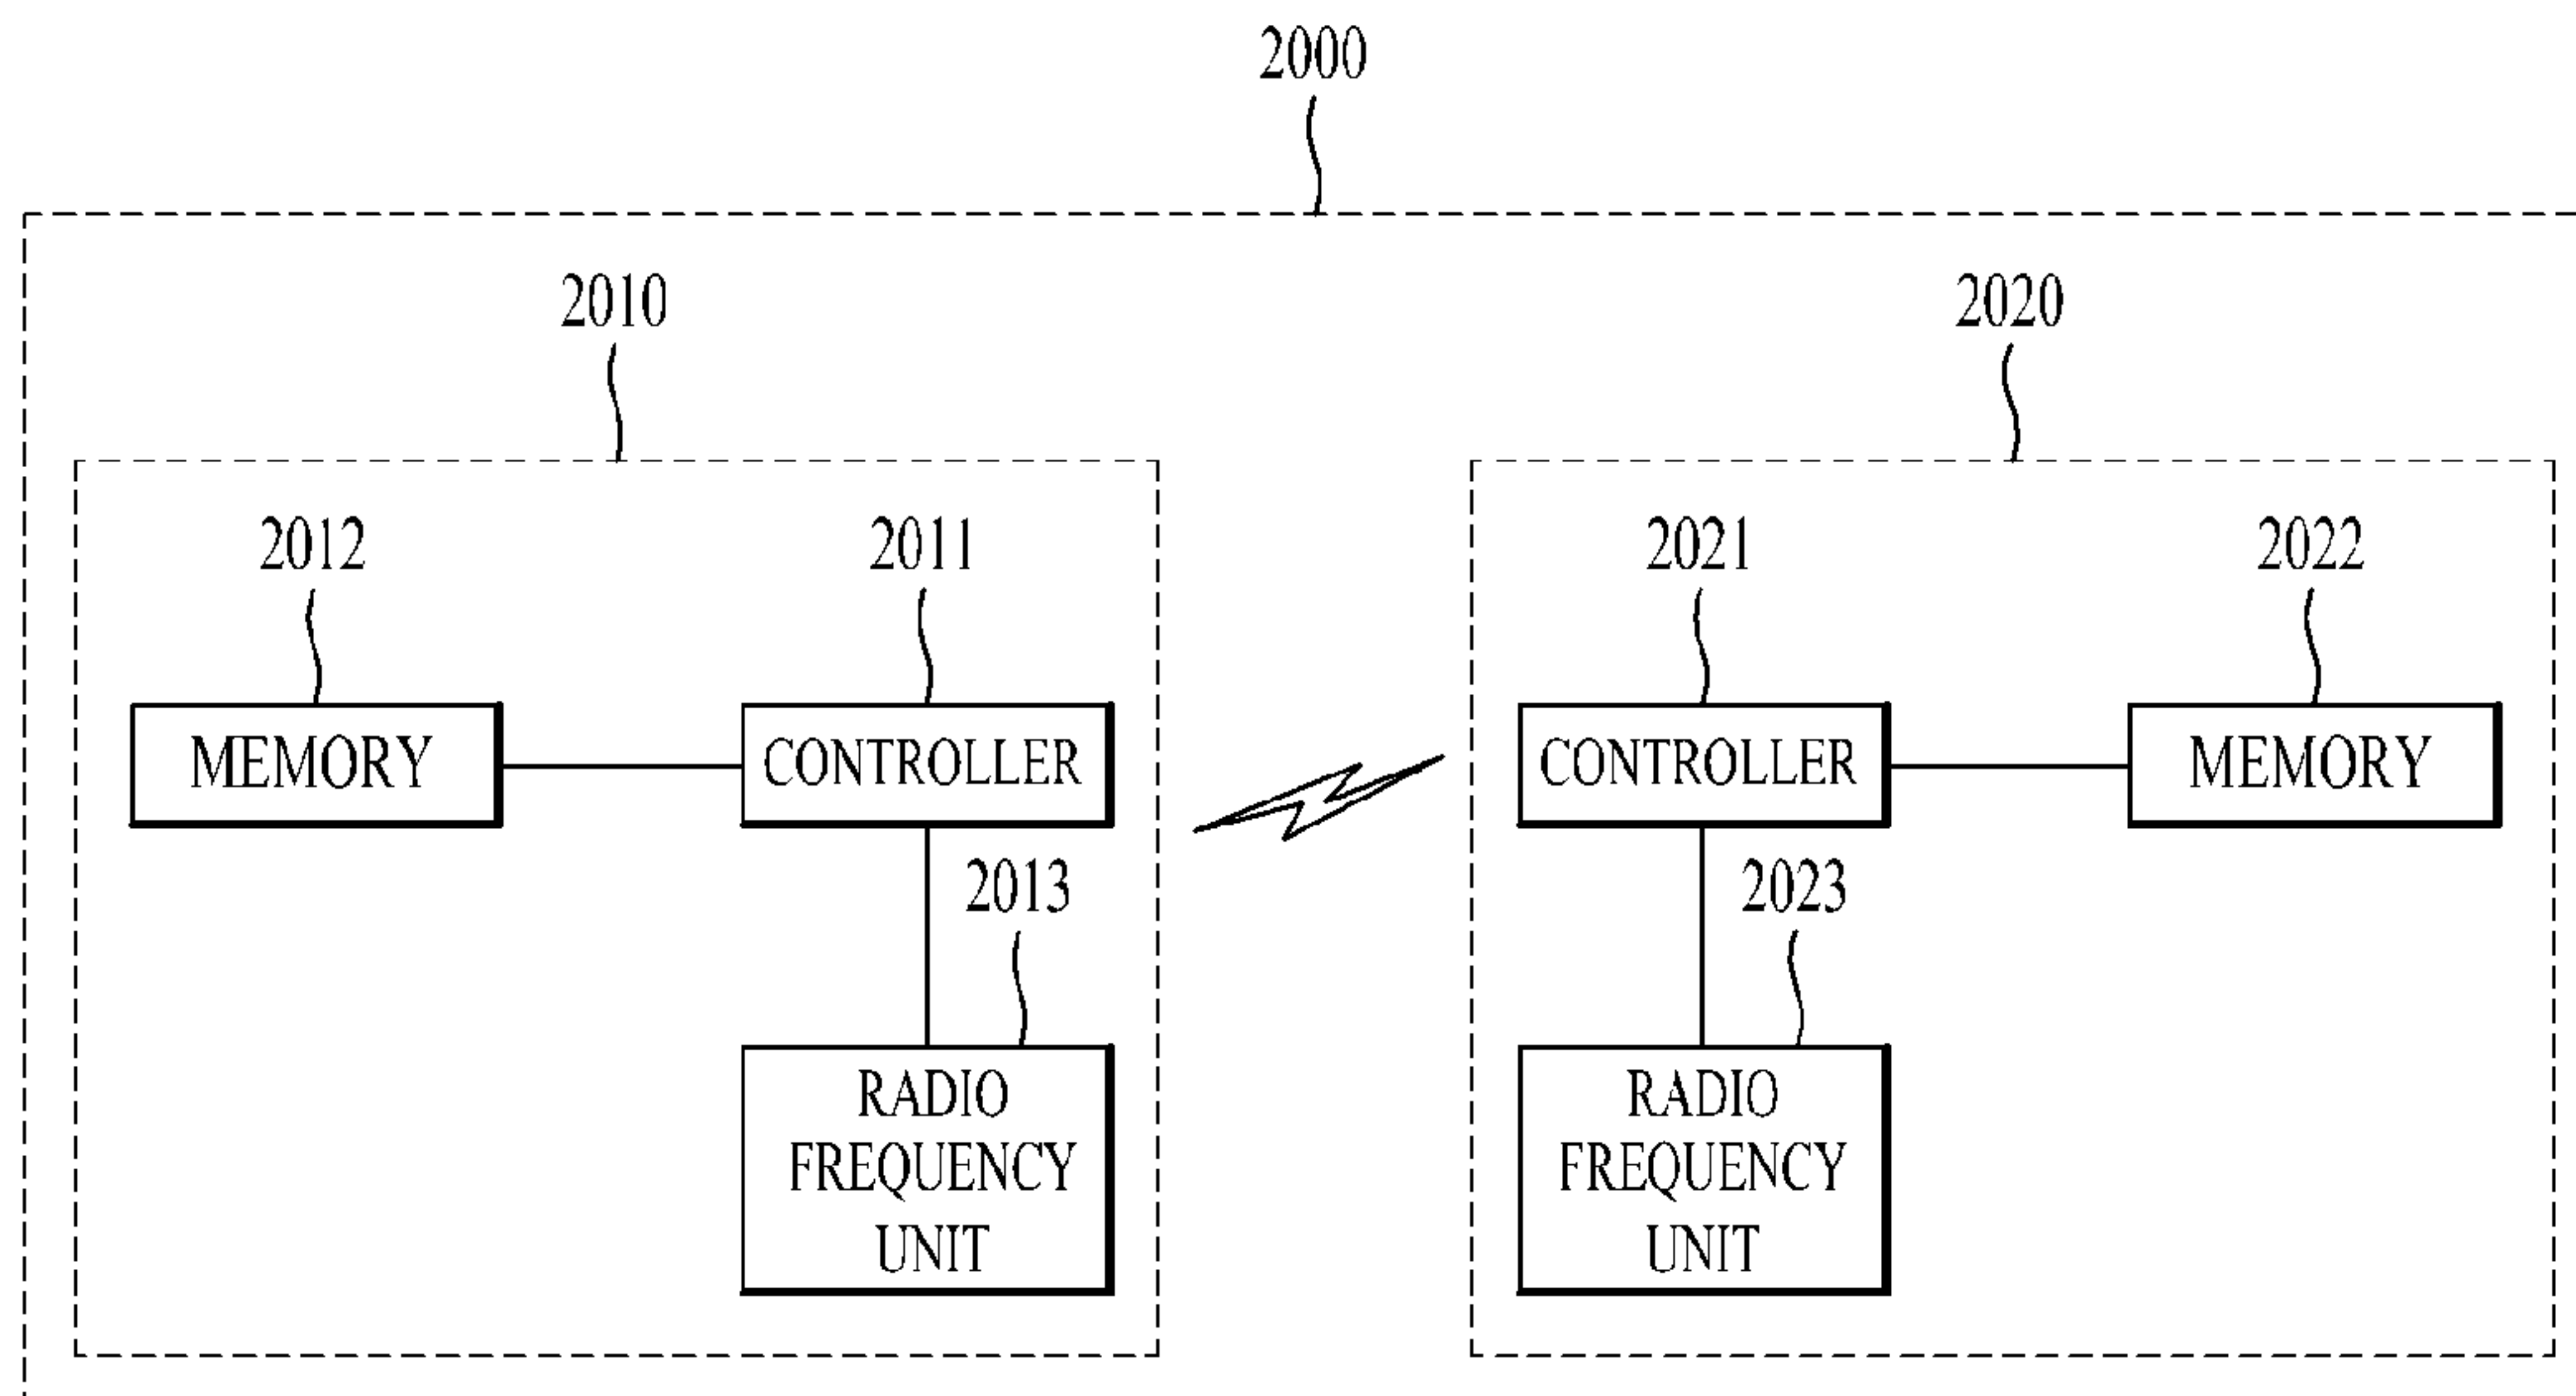 2000
2010
2020
2012
2011
2021
2022
MEMORY
CONTROLLER
CONTROLLER
MEMORY
2013
2023
RADIO
FREQUENCY
UNIT
RADIO
FREQUENCY
UNIT